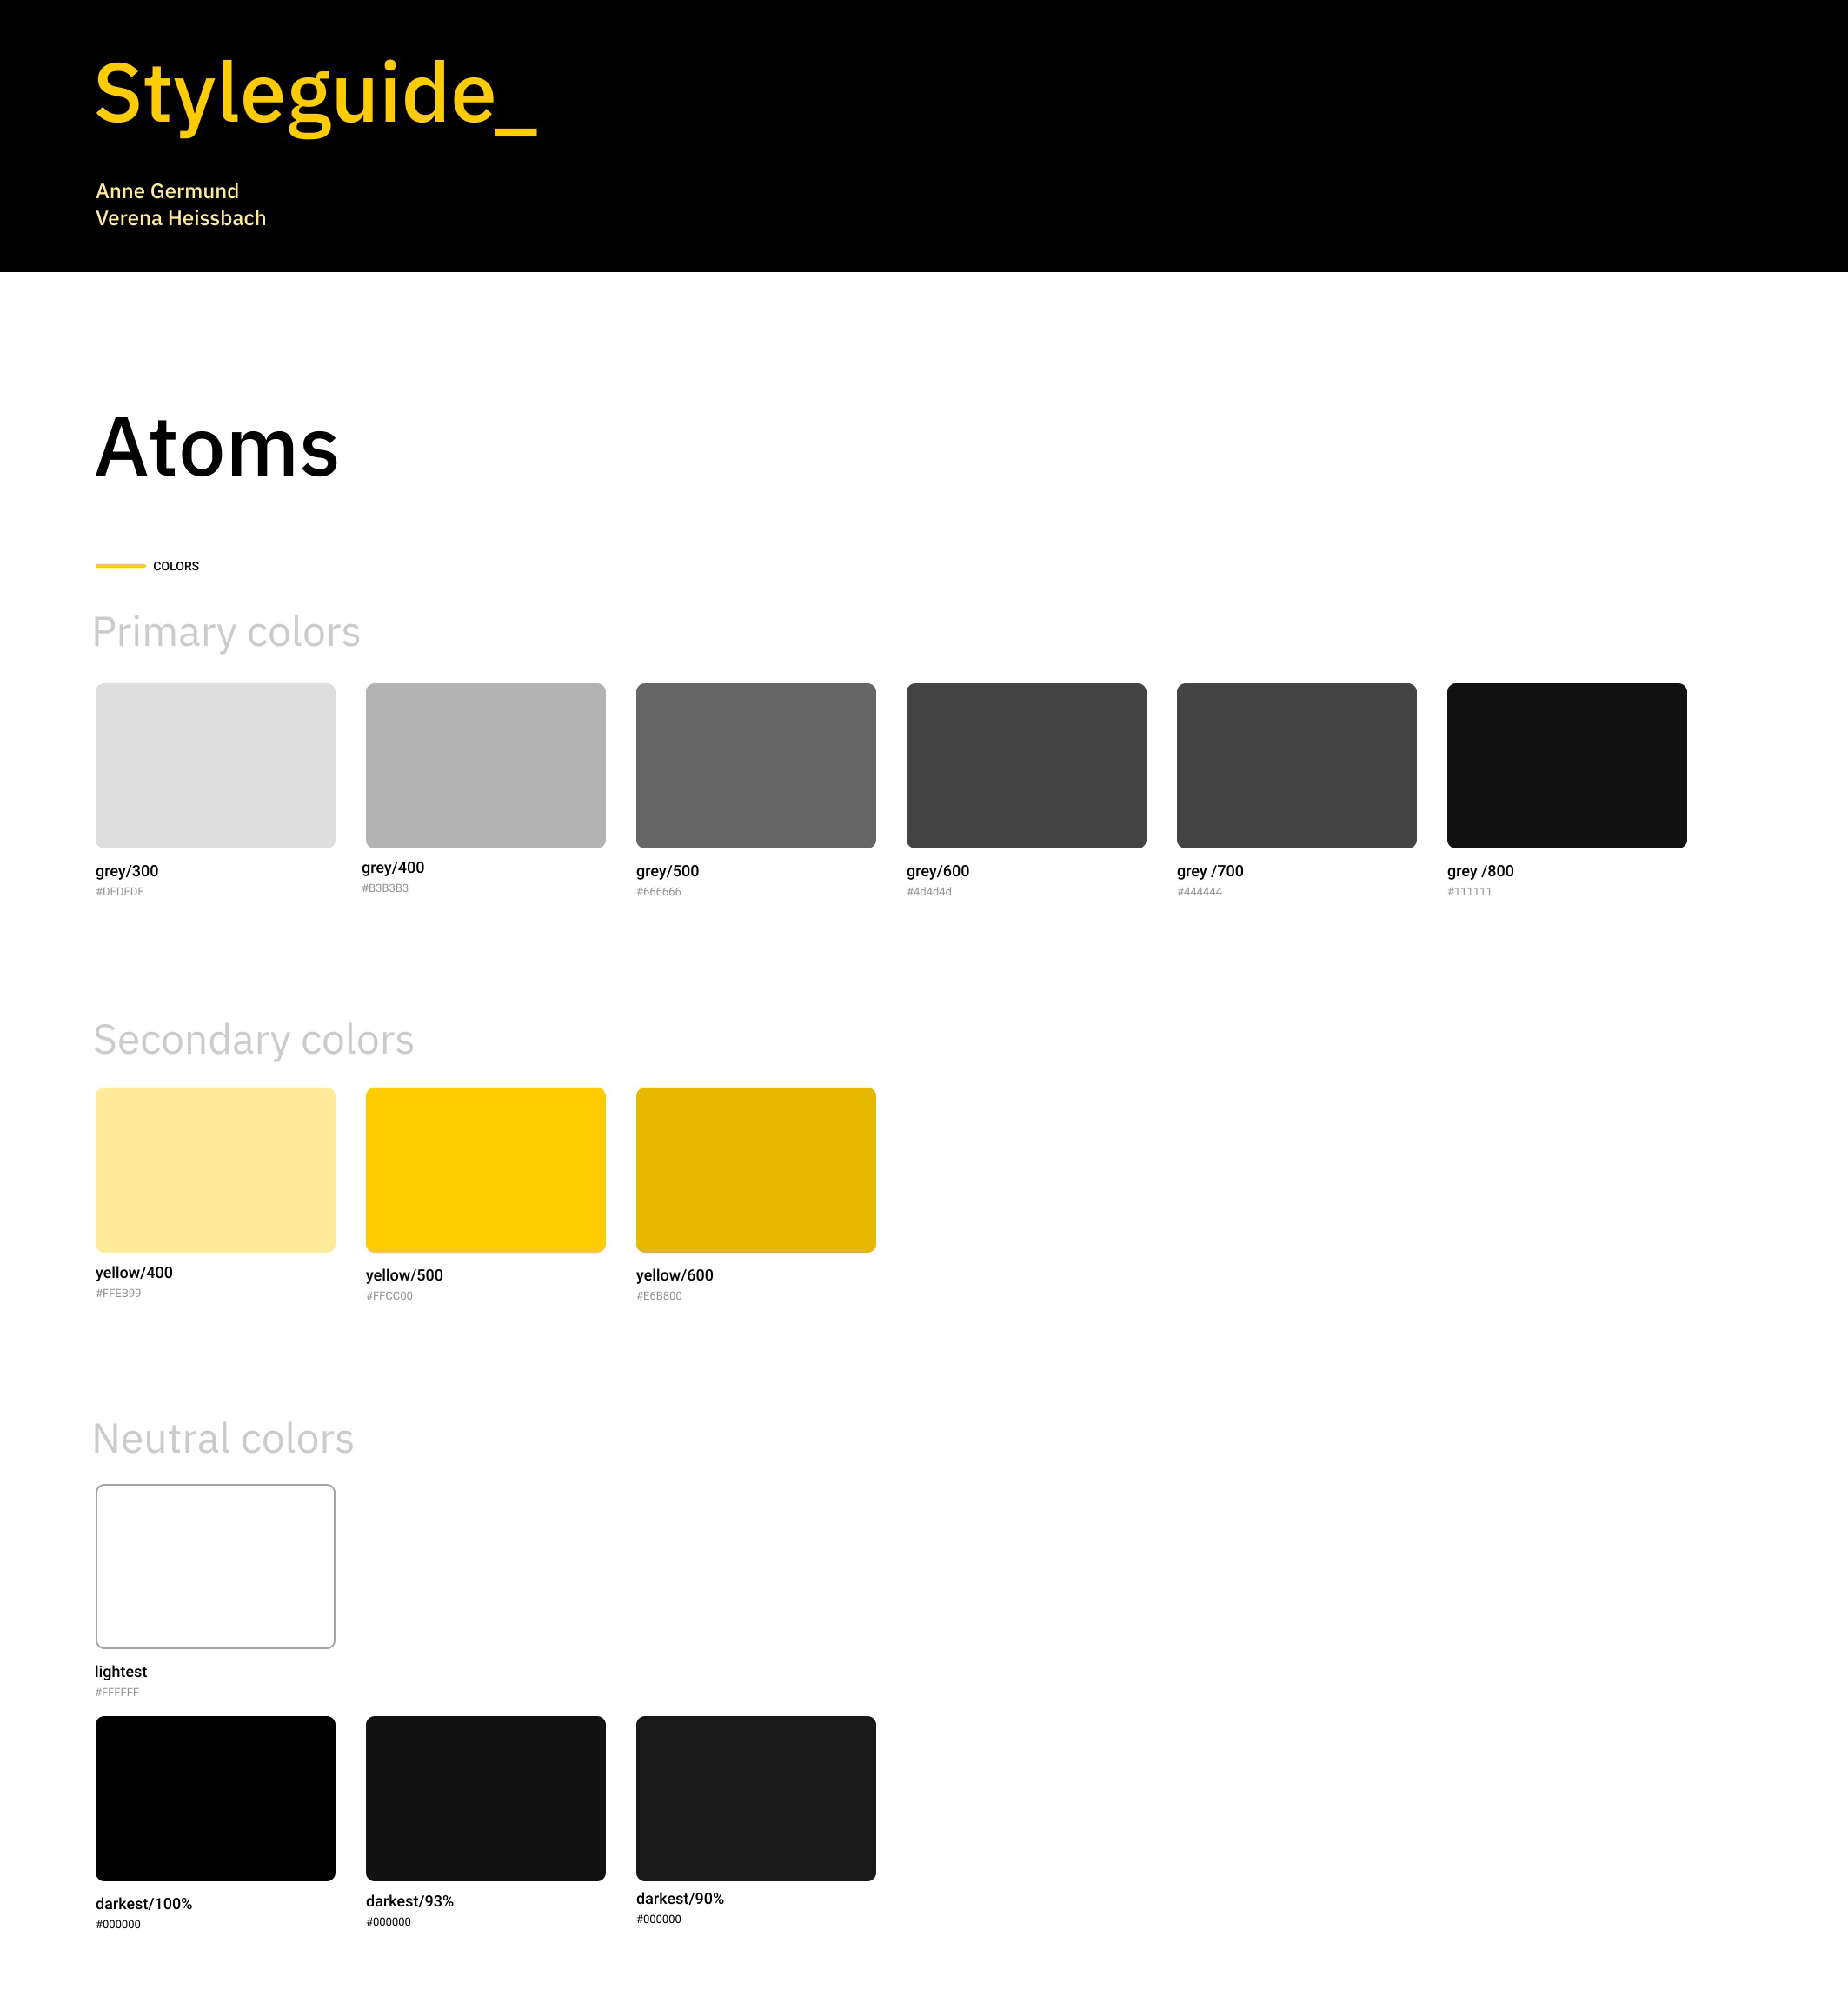 Styleguide_
Anne Germund
Verena Heissbach
Atoms
COLORS
Primary colors
grey/300
#DEDEDE
grey/400
#B3B3B3
grey/500
#666666
grey/600
#4d4d4d
grey /700
#444444
grey /800
#111111
Secondary colors
yellow/400
#FFEB99
yellow/500
#FFCC00
yellow/600
#E6B800
Neutral colors
lightest
#FFFFFF
darkest/100%
#000000
darkest/93%
#000000
darkest/90%
#000000